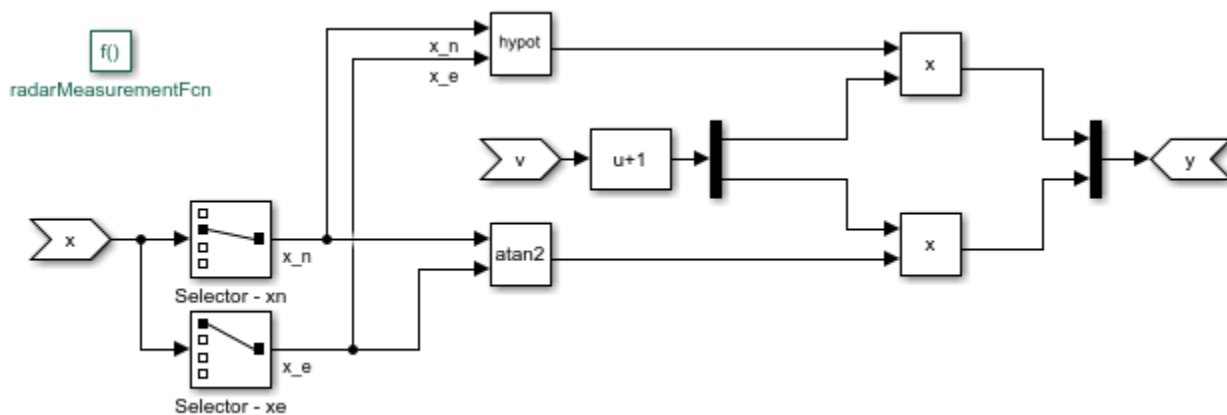 f()
radarMeasurementFcn
x_n
x_e
hypot
x
v
u+1
y
x
x_n
Selector - xn
atan2
x
x_e
Selector - xe